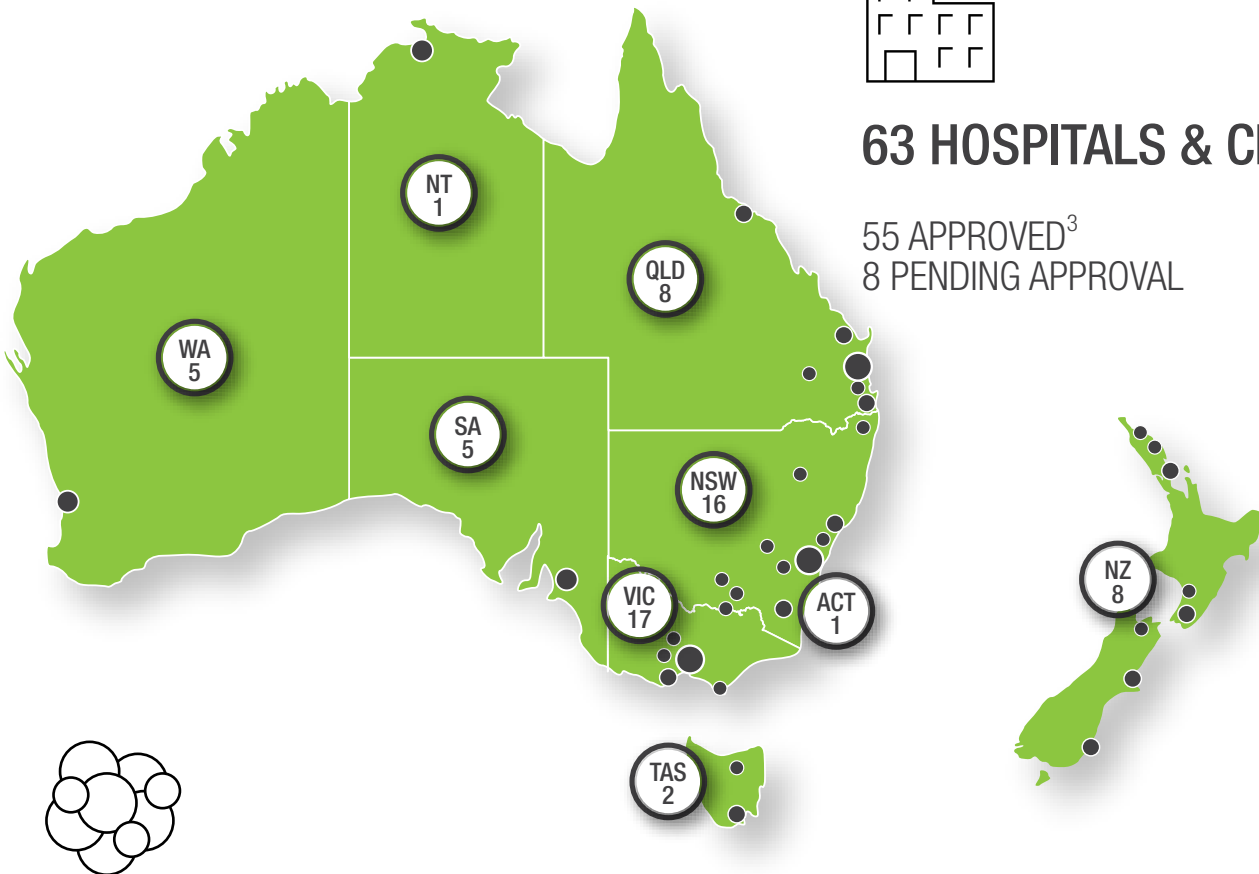 63 HOSPITALS &
55 APPROVED³
8 PENDING APPROVAL
NT
1
QLD
8
WA
5
SA
5
NSW
16
VIC
17
ACT
1
NZ
8
TAS
2